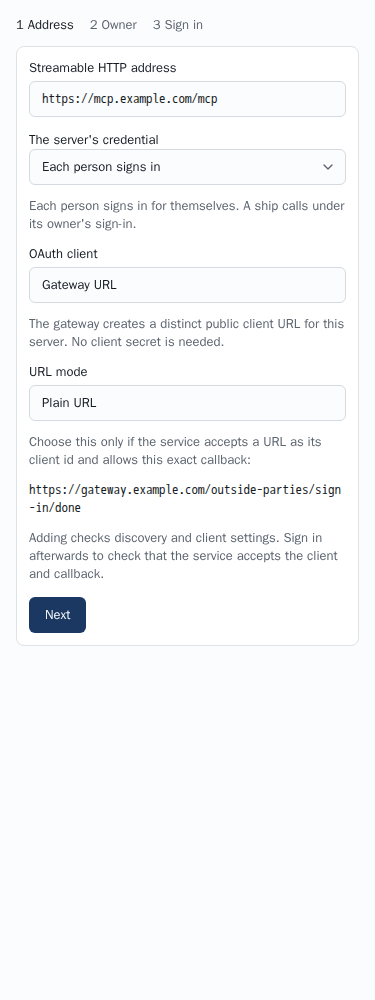 1 Address 2 Owner 3 Sign in
Streamable HTTP address
https://mcp.example.com/mcp
The server's credential
Each person signs in
Each person signs in for themselves. A ship calls under
its owner's sign-in.
OAuth client
Gateway URL
The gateway creates a distinct public client URL for this
server. No client secret is needed.
URL mode
Plain URL
Choose this only if the service accepts a URL as its
client id and allows this exact callback:
https://gateway.example.com/outside-parties/sign
-in/done
Adding checks discovery and client settings. Sign in
afterwards to check that the service accepts the client
and callback.
Next